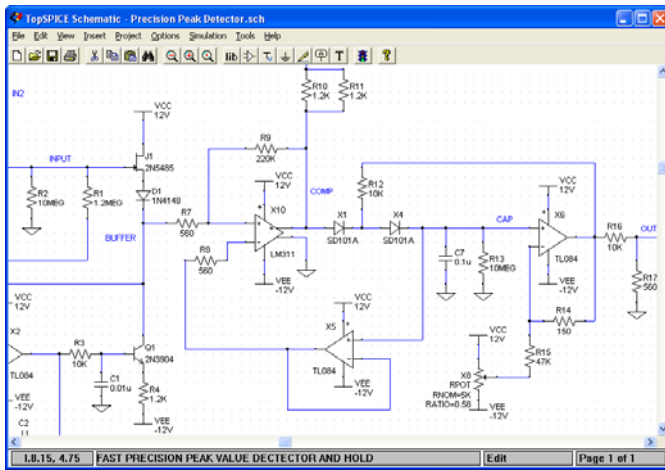 TopSPICE Schematic - Precision Peak Detector.sch
File Edit View Insert Project Options Simulation Tools Help
lib T
IN2
R10
1.2K
R11
1.2K
VCC
12V
R9
220K
J1
2N5485
INPUT
R2
10MEG
R1
1.2MEG
D1
1N4148
BUFFER
R7
560
R8
560
VCC
12V
X10
LM311
VEE
-12V
COMP
X1
SD101A
R12
10K
X4
SD101A
CAP
C7
0.1u
R13
10MEG
VCC
12V
X6
TL084
VEE
-12V
R16
10K
OUT
R17
560
R14
150
R15
47K
VCC
12V
X8
RPOT
RNOM=5K
RATIO=0.58
VEE
-12V
VCC
12V
X5
TL084
VEE
-12V
VCC
12V
X2
TL084
VEE
-12V
C2
R3
10K
C1
0.01u
Q1
2N3904
R4
1.2K
VEE
-12V
I.8.15, 4.75 FAST PRECISION PEAK VALUE DECTECTOR AND HOLD Edit Page 1 of 1